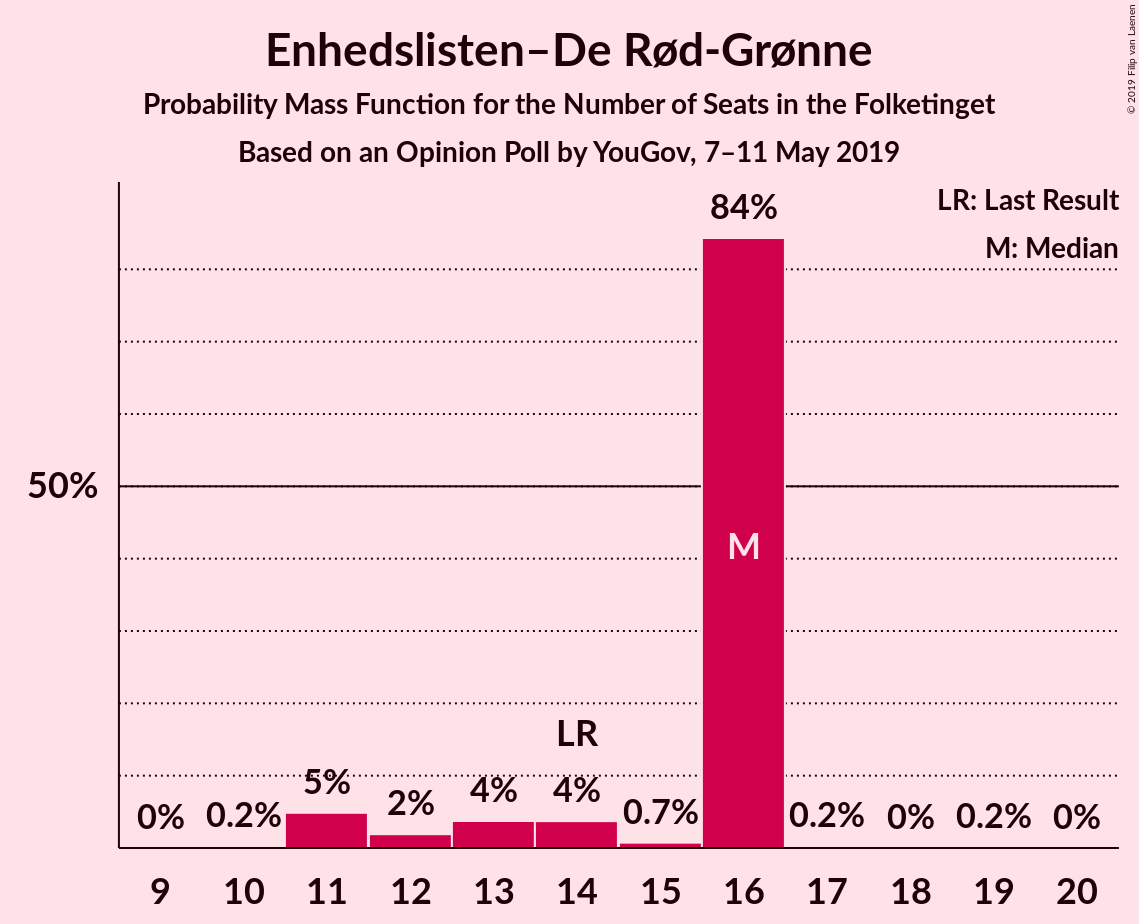 Enhedslisten–De Rød-Grønne
Probability Mass Function for the Number of Seats in the Folketinget
Based on an Opinion Poll by YouGov, 7–11 May 2019
© 2019 Filip van Laenen
LR: Last Result
M: Median
84%
50%
M
LR
0% 0.2% 5% 2% 4% 4% 0.7% 0.2% 0% 0.2% 0%
9 10 11 12 13 14 15 16 17 18 19 20